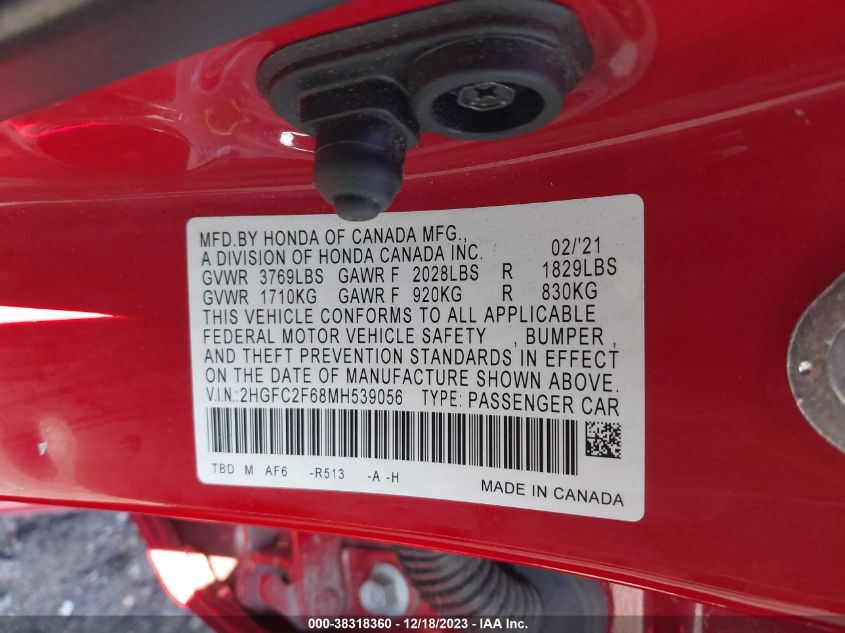 MFD.BY HONDA OF CANADA MFG.,
A DIVISION OF HONDA CANADA INC. 02/'21
GVWR 3769LBS GAWR F 2028LBS R 1829LBS
GVWR 1710KG GAWR F 920KG R 830KG
THIS VEHICLE CONFORMS TO ALL APPLICABLE
FEDERAL MOTOR VEHICLE SAFETY , BUMPER ,
AND THEFT PREVENTION STANDARDS IN EFFECT
ON THE DATE OF MANUFACTURE SHOWN ABOVE.
V.I.N.:2HGFC2F68MH539056 TYPE: PASSENGER CAR
TBD M AF6 -R513 -A -H
MADE IN CANADA
000-38318360 - 12/18/2023 - IAA Inc.